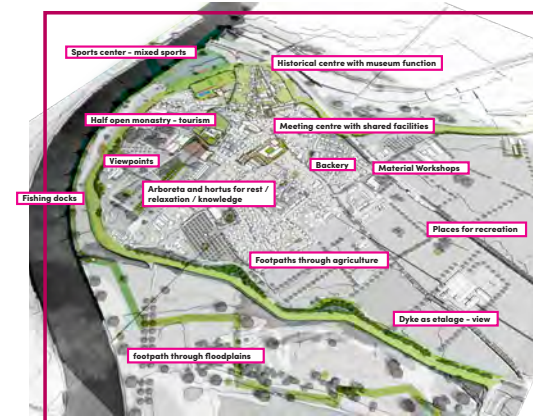 Sports center - mixed sports
Historical centre with museum function
Half open monastry - tourism
Meeting centre with shared facilities
Viewpoints
Backery
Material Workshops
Fishing docks
Arboreta and hortus for rest /
relaxation / knowledge
Places for recreation
Footpaths through agriculture
Dyke as etalage - view
footpath through floodplains